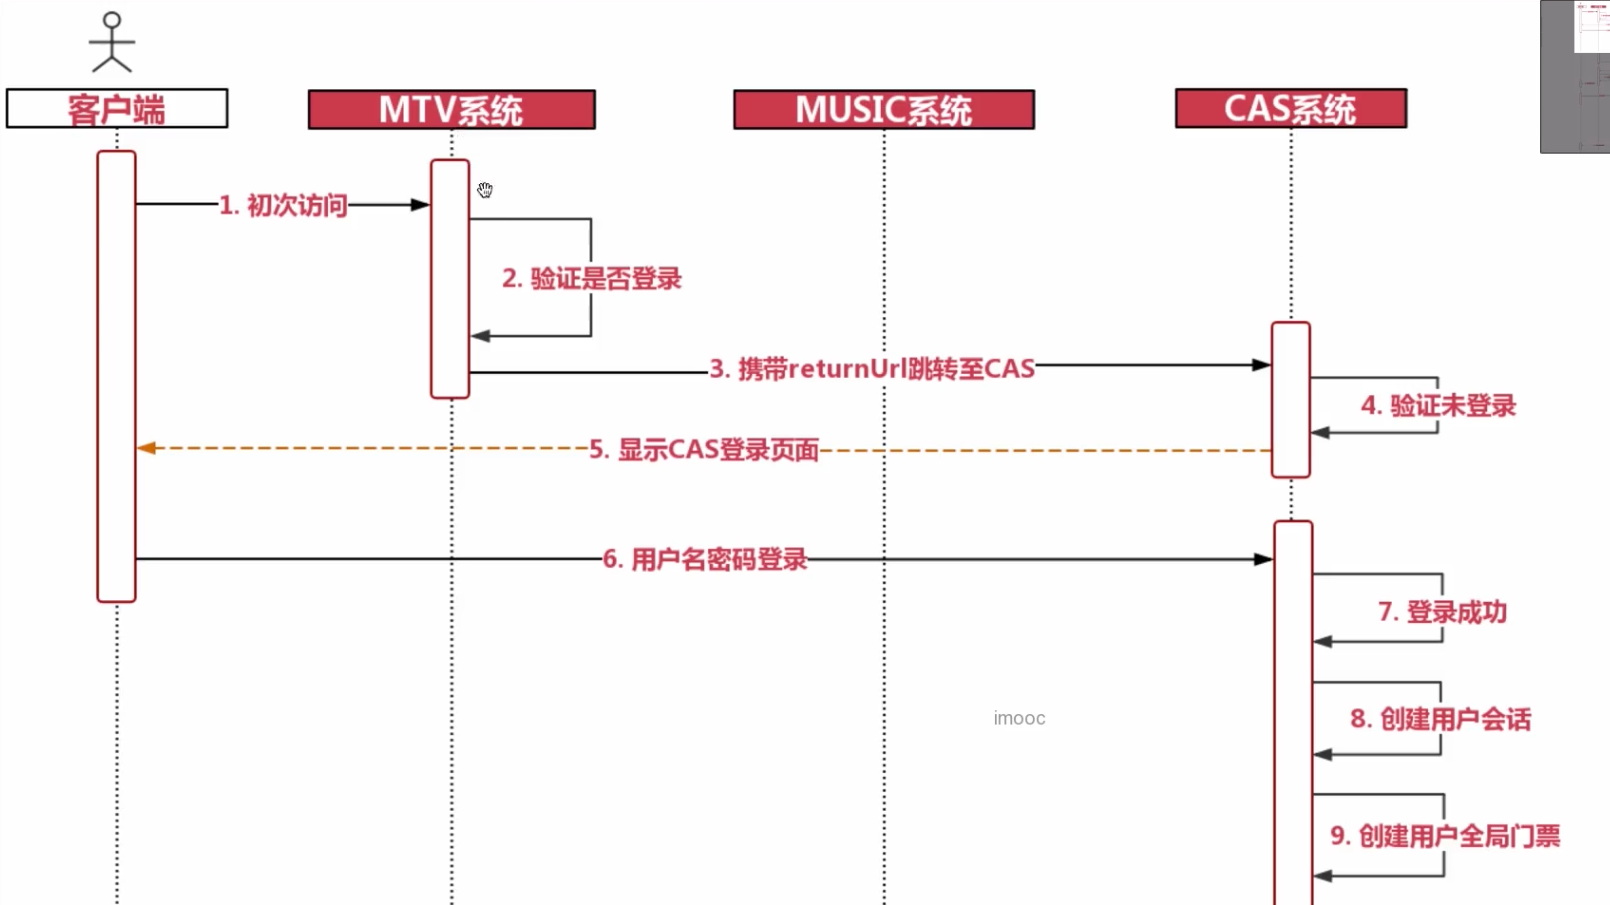 客户端
MTV系统
MUSIC系统
CAS系统
1. 初次访问
2. 验证是否登录
3. 携带returnUrl跳转至CAS
4. 验证未登录
5. 显示CAS登录页面
6. 用户名密码登录
7. 登录成功
imooc
8. 创建用户会话
9. 创建用户全局门票